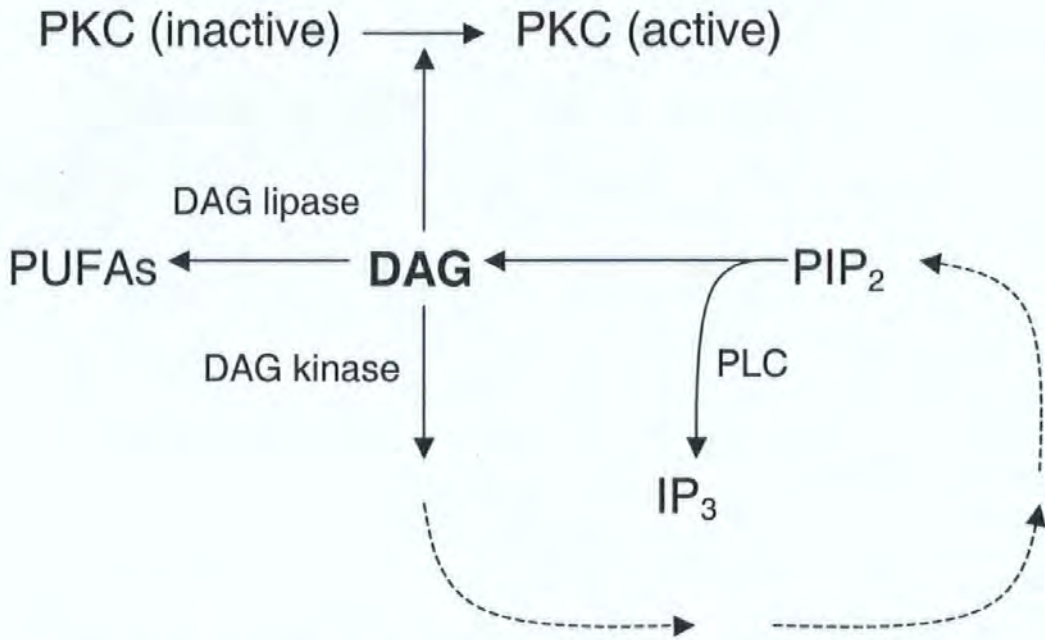 PKC (inactive) PKC (active)
DAG lipase
PUFAs DAG PIP₂
DAG kinase PLC
IP₃